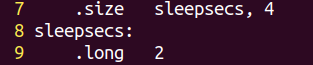 7     .size   sleepsecs, 4
8 sleepsecs:
9     .long   2